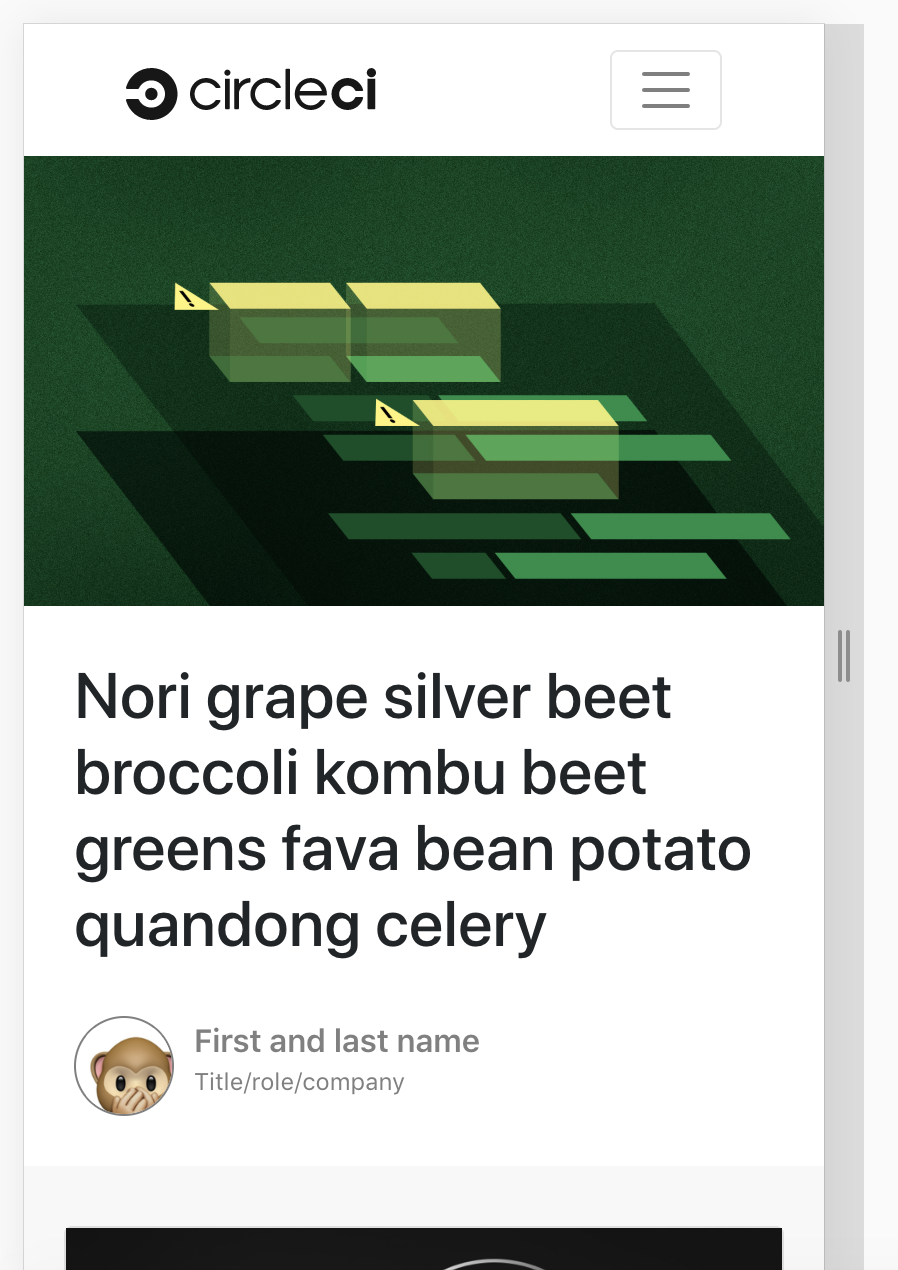 circleci
Nori grape silver beet
broccoli kombu beet
greens fava bean potato
quandong celery
First and last name
Title/role/company